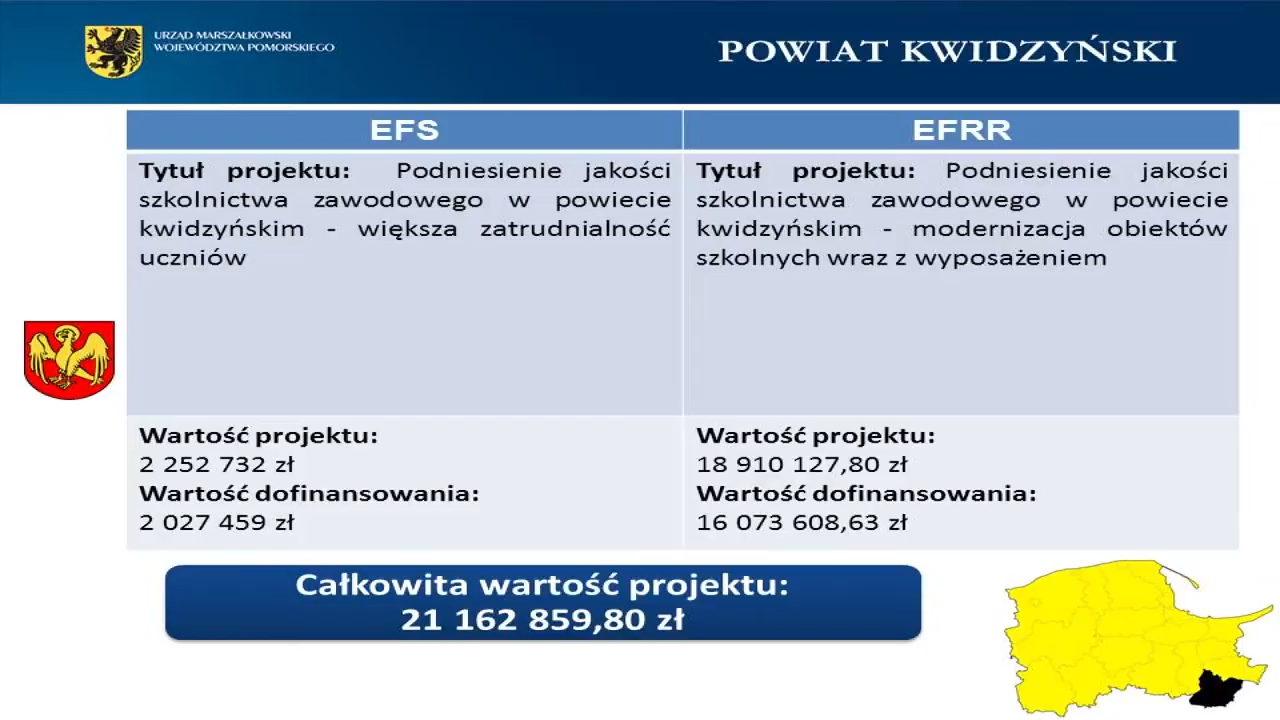 URZĄD MARSZAŁKOWSKI
WOJEWÓDZTWA POMORSKIEGO
POWIAT KWIDZYŃSKI
EFS
Tytuł projektu: Podniesienie jakości
szkolnictwa zawodowego w powiecie
kwidzyńskim - większa zatrudnialność
uczniów
EFRR
Tytuł projektu: Podniesienie jakości
szkolnictwa zawodowego w powiecie
kwidzyńskim - modernizacja obiektów
szkolnych wraz z wyposażeniem
Wartość projektu:
2 252 732 zł
Wartość dofinansowania:
2 027 459 zł
Wartość projektu:
18 910 127,80 zł
Wartość dofinansowania:
16 073 608,63 zł
Całkowita wartość projektu:
21 162 859,80 zł